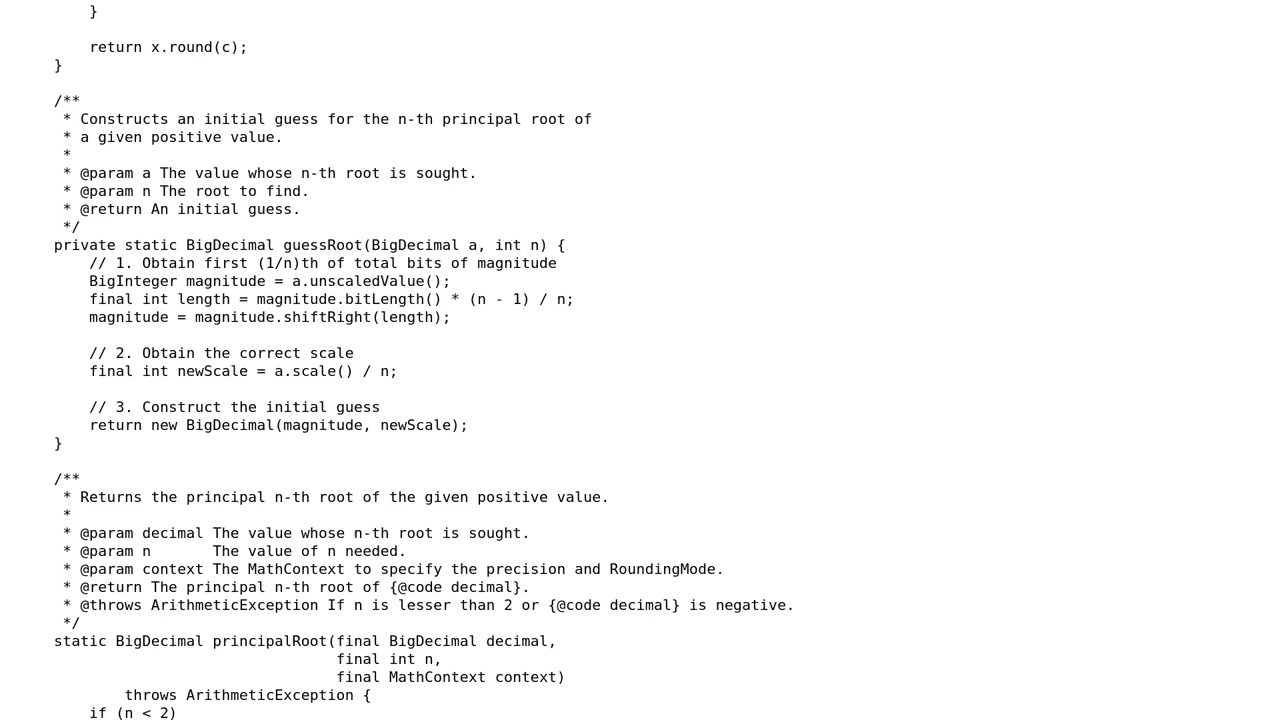 }

        return x.round(c);
    }

    /**
     * Constructs an initial guess for the n-th principal root of
     * a given positive value.
     *
     * @param a The value whose n-th root is sought.
     * @param n The root to find.
     * @return An initial guess.
     */
    private static BigDecimal guessRoot(BigDecimal a, int n) {
        // 1. Obtain first (1/n)th of total bits of magnitude
        BigInteger magnitude = a.unscaledValue();
        final int length = magnitude.bitLength() * (n - 1) / n;
        magnitude = magnitude.shiftRight(length);

        // 2. Obtain the correct scale
        final int newScale = a.scale() / n;

        // 3. Construct the initial guess
        return new BigDecimal(magnitude, newScale);
    }

    /**
     * Returns the principal n-th root of the given positive value.
     *
     * @param decimal The value whose n-th root is sought.
     * @param n       The value of n needed.
     * @param context The MathContext to specify the precision and RoundingMode.
     * @return The principal n-th root of {@code decimal}.
     * @throws ArithmeticException If n is lesser than 2 or {@code decimal} is negative.
     */
    static BigDecimal principalRoot(final BigDecimal decimal,
                                    final int n,
                                    final MathContext context)
            throws ArithmeticException {
        if (n < 2)